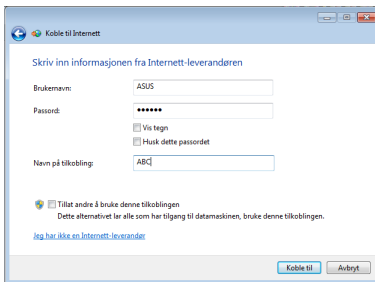 Koble til Internett
Skriv inn informasjonen fra Internett-leverandøren
Brukernavn: ASUS
Passord: ••••••
Vis tegn
Husk dette passordet
Navn på tilkobling: ABC
Tillat andre å bruke denne tilkoblingen
Dette alternativet lar alle som har tilgang til datamaskinen, bruke denne tilkoblingen.
Jeg har ikke en Internett-leverandør
Koble til Avbryt